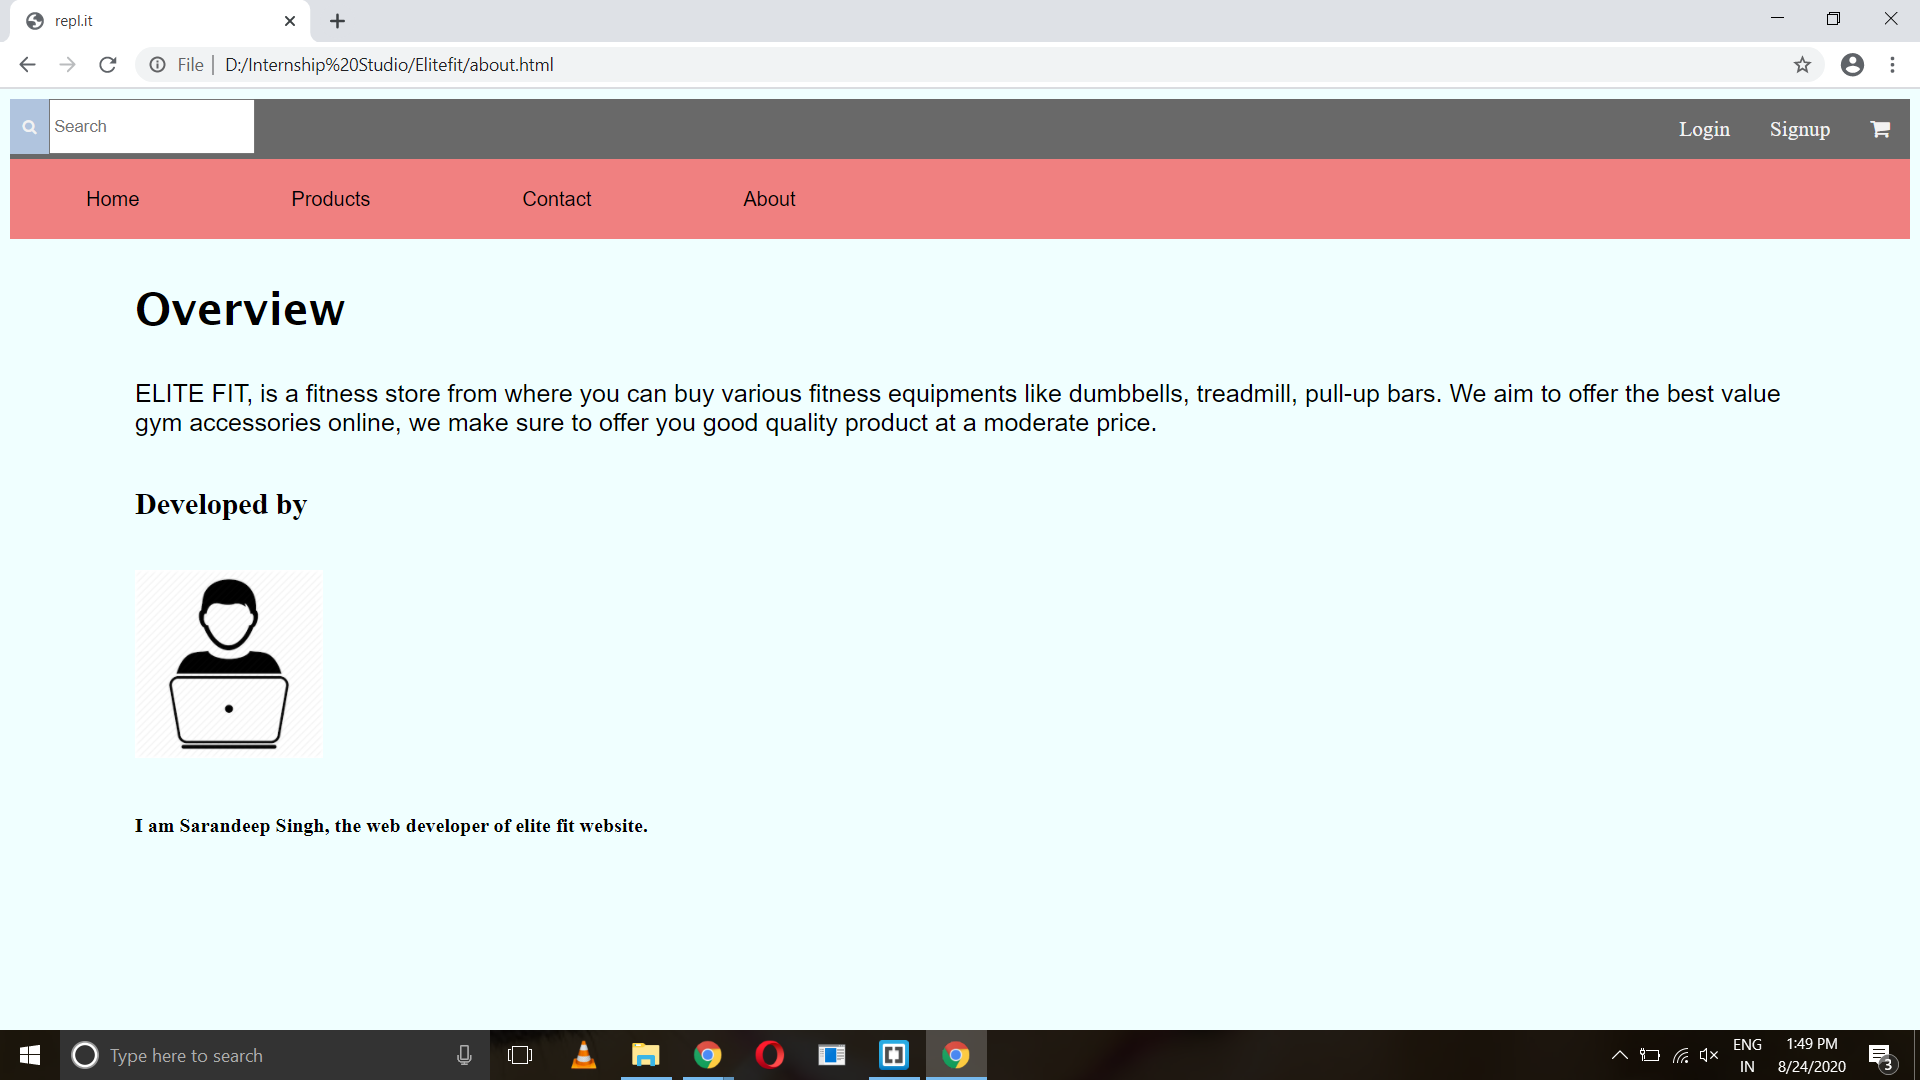 repl.it
File | D:/Internship%20Studio/Elitefit/about.html
Search
Login Signup
Home Products Contact About
Overview
ELITE FIT, is a fitness store from where you can buy various fitness equipments like dumbbells, treadmill, pull-up bars. We aim to offer the best value
gym accessories online, we make sure to offer you good quality product at a moderate price.
Developed by
I am Sarandeep Singh, the web developer of elite fit website.
Type here to search
ENG
IN
1:49 PM
8/24/2020
3